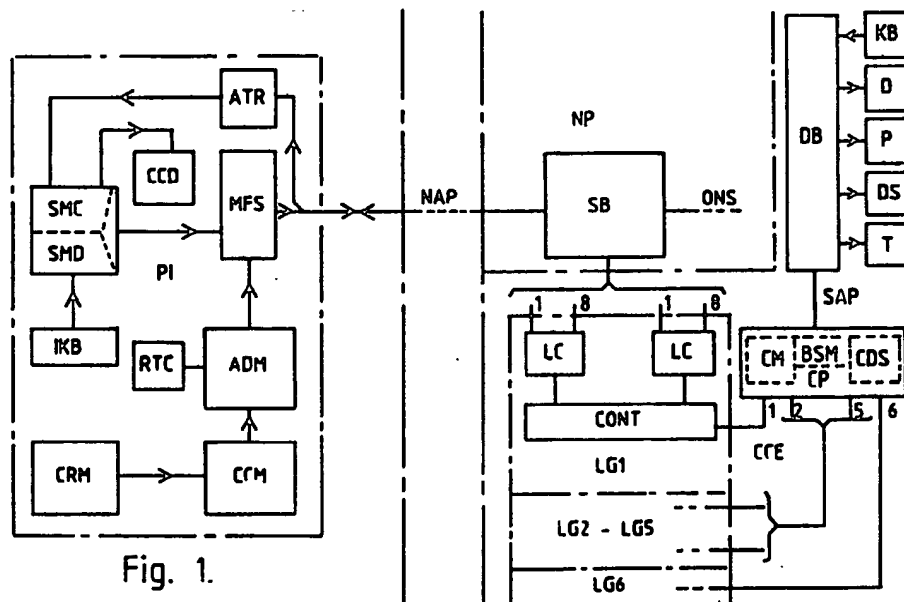 ATR
CCD
SMC
SMD
MFS
PI
IKB
RTC
ADM
CRM
CCM
Fig. 1.
NAP
NP
SB
ONS
1 8 1 8
LC LC
CONT
LG1
LG2 - LG5
LG6
DB
KB
D
P
DS
T
SAP
CM BSM CDS
CP
1 2 5 6
CCE